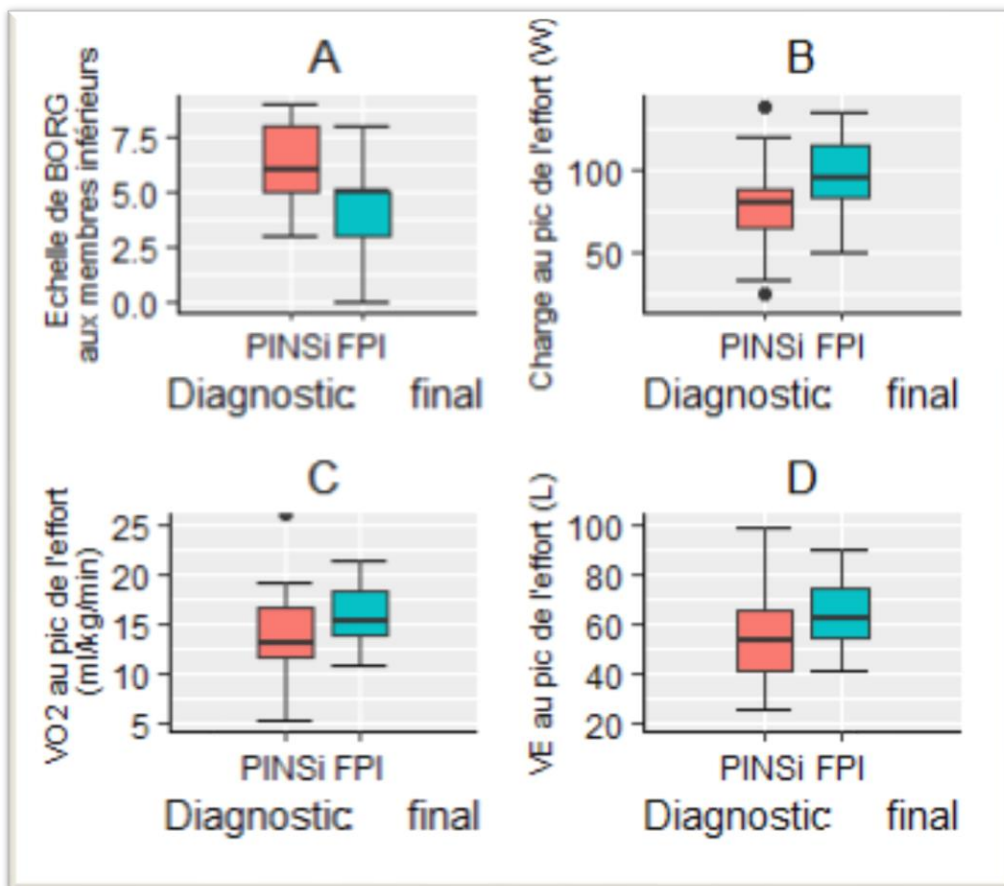 A
Echelle de BORG
aux membres inférieurs
7.5
5.0
2.5
0.0
PINSi FPI
Diagnostic final
B
Charge au pic de l'effort (W)
100
50
PINSi FPI
Diagnostic final
C
VO2 au pic de l'effort
(ml/kg/min)
25
20
15
10
5
PINSi FPI
Diagnostic final
D
VE au pic de l'effort (L)
100
80
60
40
20
PINSi FPI
Diagnostic final